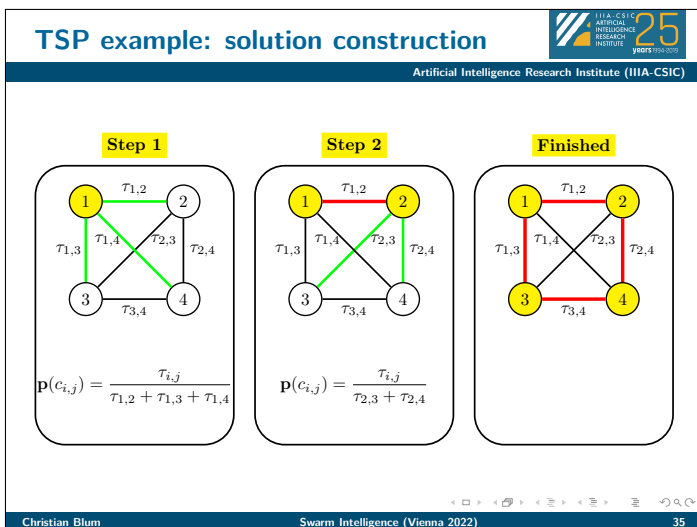 TSP example: solution construction
IIIA-CSIC
ARTIFICIAL
INTELLIGENCE
RESEARCH
INSTITUTE
25
years 1994-2019
Artificial Intelligence Research Institute (IIIA-CSIC)
Step 1
1
2
3
4
τ1,2
τ1,3
τ1,4
τ2,3
τ2,4
τ3,4
p(ci,j) = τi,j / τ1,2 + τ1,3 + τ1,4
Step 2
1
2
3
4
τ1,2
τ1,3
τ1,4
τ2,3
τ2,4
τ3,4
p(ci,j) = τi,j / τ2,3 + τ2,4
Finished
1
2
3
4
τ1,2
τ1,3
τ1,4
τ2,3
τ2,4
τ3,4
Christian Blum Swarm Intelligence (Vienna 2022) 35